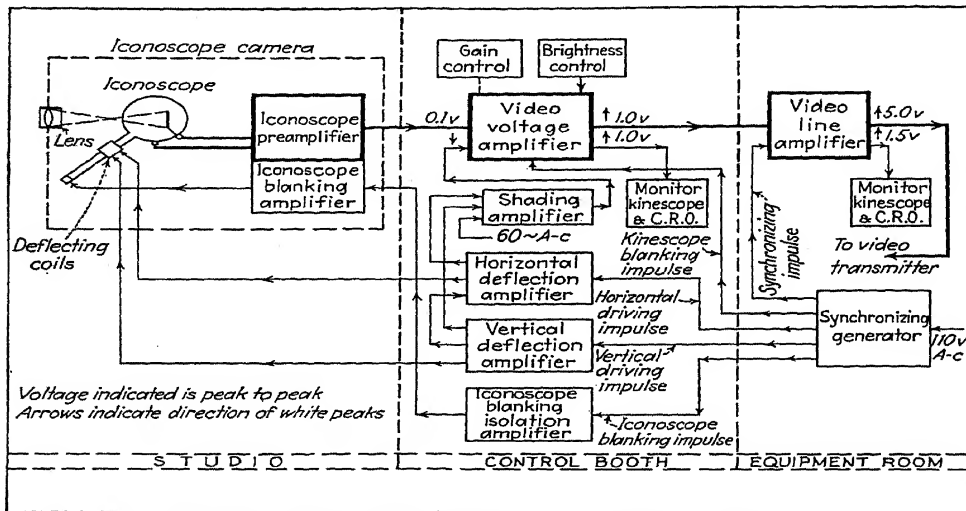 Iconoscope camera
Iconoscope
Lens
Deflecting
coils
Iconoscope
preamplifier
Iconoscope
blanking
amplifier
Voltage indicated is peak to peak
Arrows indicate direction of white peaks
STUDIO
Gain
control
Brightness
control
0.1v
Video
voltage
amplifier
1.0v
1.0v
Monitor
kinescope
& C.R.O.
Shading
amplifier
60~A-c
Kinescope
blanking
impulse
Horizontal
deflection
amplifier
Horizontal
driving
impulse
Vertical
deflection
amplifier
Vertical
driving
impulse
Iconoscope
blanking
isolation
amplifier
Iconoscope
blanking impulse
CONTROL BOOTH
Video
line
amplifier
5.0v
1.5v
Monitor
kinescope
& C.R.O.
Synchronizing
impulse
To video
transmitter
Synchronizing
generator
110v
A-c
EQUIPMENT ROOM